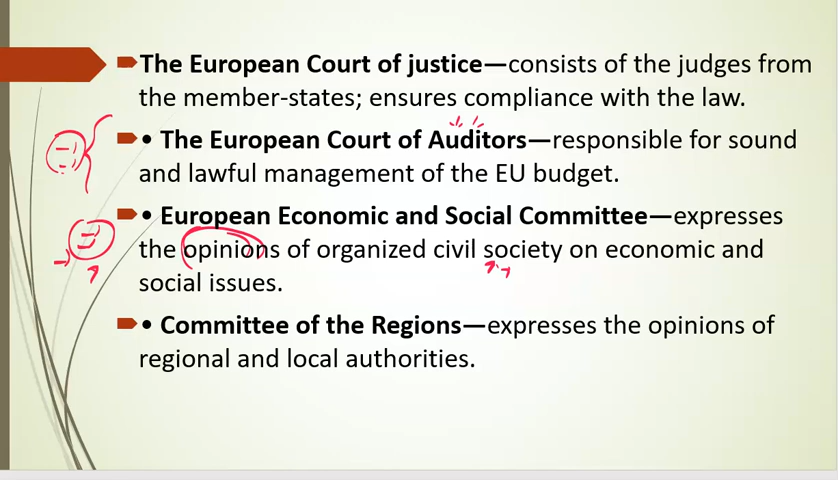 The European Court of justice—consists of the judges from
the member-states; ensures compliance with the law.
• The European Court of Auditors—responsible for sound
and lawful management of the EU budget.
• European Economic and Social Committee—expresses
the opinions of organized civil society on economic and
social issues.
• Committee of the Regions—expresses the opinions of
regional and local authorities.